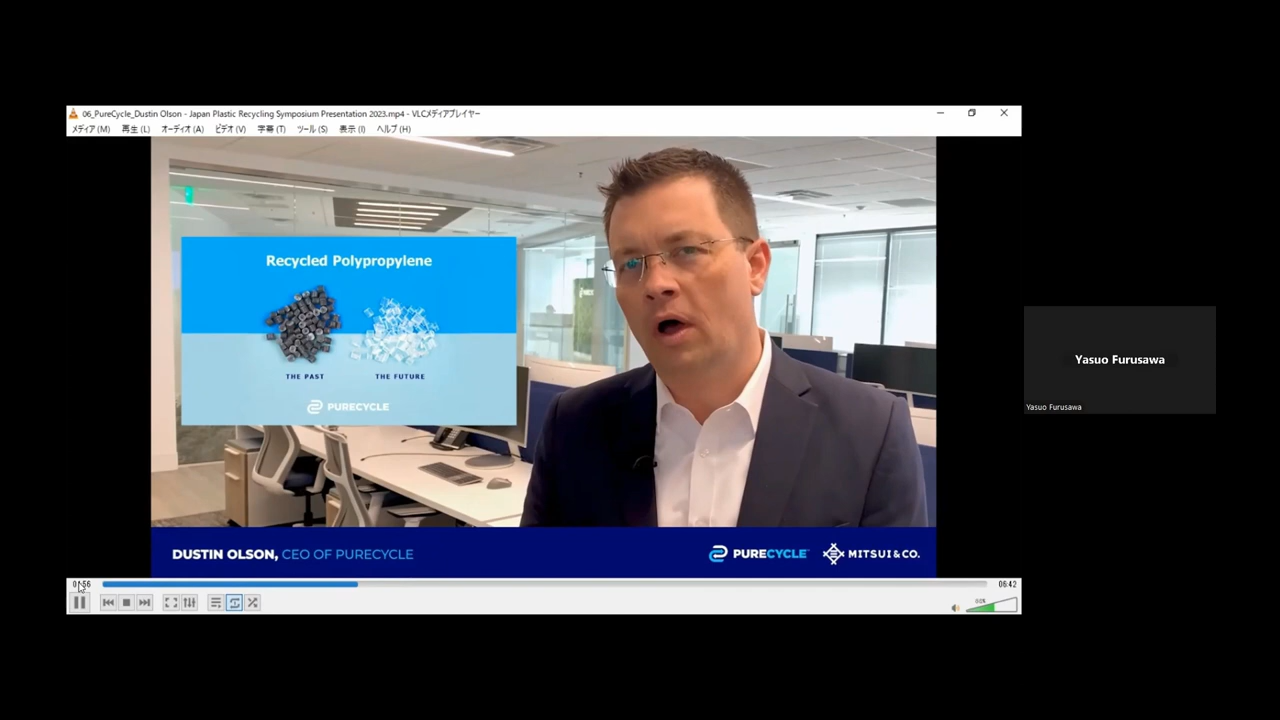 06_PureCycle_Dustin Olson - Japan Plastic Recycling Symposium Presentation 2023.mp4 - VLCメディアプレイヤー
メディア(M) 再生(L) オーディオ(A) ビデオ(V) 字幕(T) ツール(S) 表示(I) ヘルプ(H)
Recycled Polypropylene
THE PAST THE FUTURE
PURECYCLE
Yasuo Furusawa
Yasuo Furusawa
DUSTIN OLSON, CEO OF PURECYCLE
PURECYCLE MITSUI & CO.
06:42